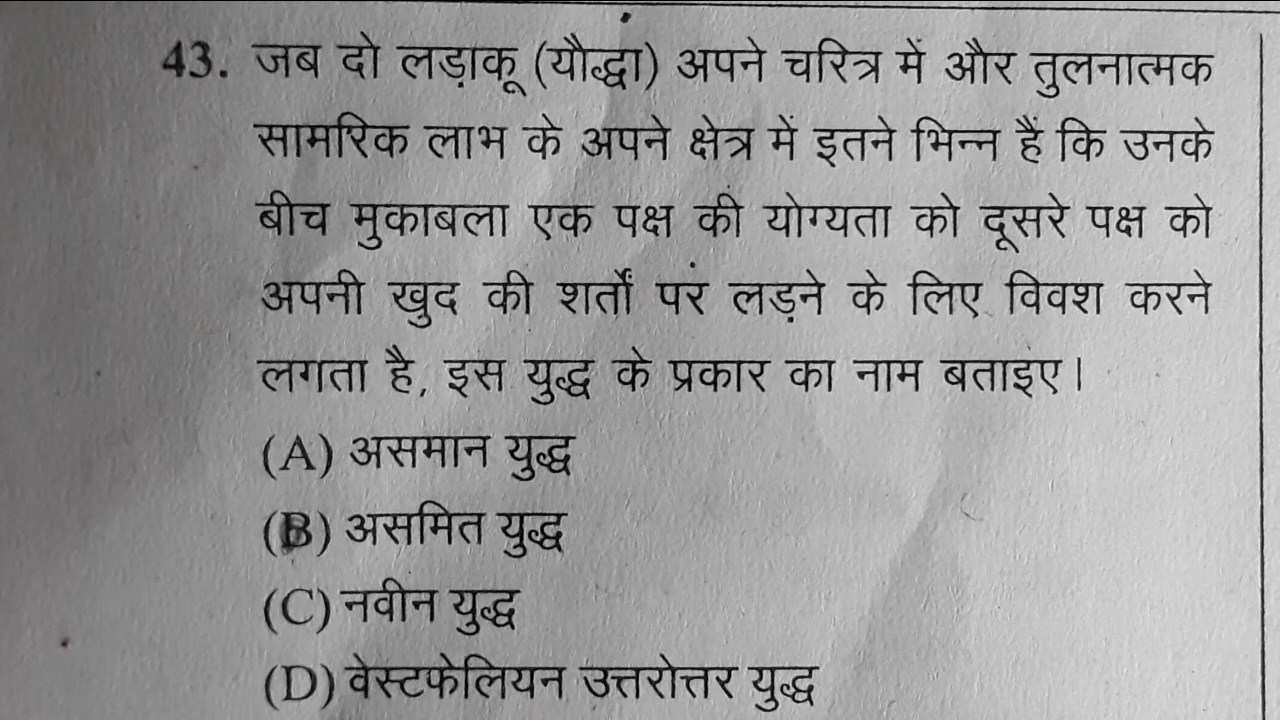 43. जब दो लड़ाकू (यौद्धा) अपने चरित्र में और तुलनात्मक
सामरिक लाभ के अपने क्षेत्र में इतने भिन्न हैं कि उनके
बीच मुकाबला एक पक्ष की योग्यता को दूसरे पक्ष को
अपनी खुद की शर्तों पर लड़ने के लिए विवश करने
लगता है, इस युद्ध के प्रकार का नाम बताइए।
(A) असमान युद्ध
(B) असमित युद्ध
(C) नवीन युद्ध
(D) वेस्टफेलियन उत्तरोत्तर युद्ध